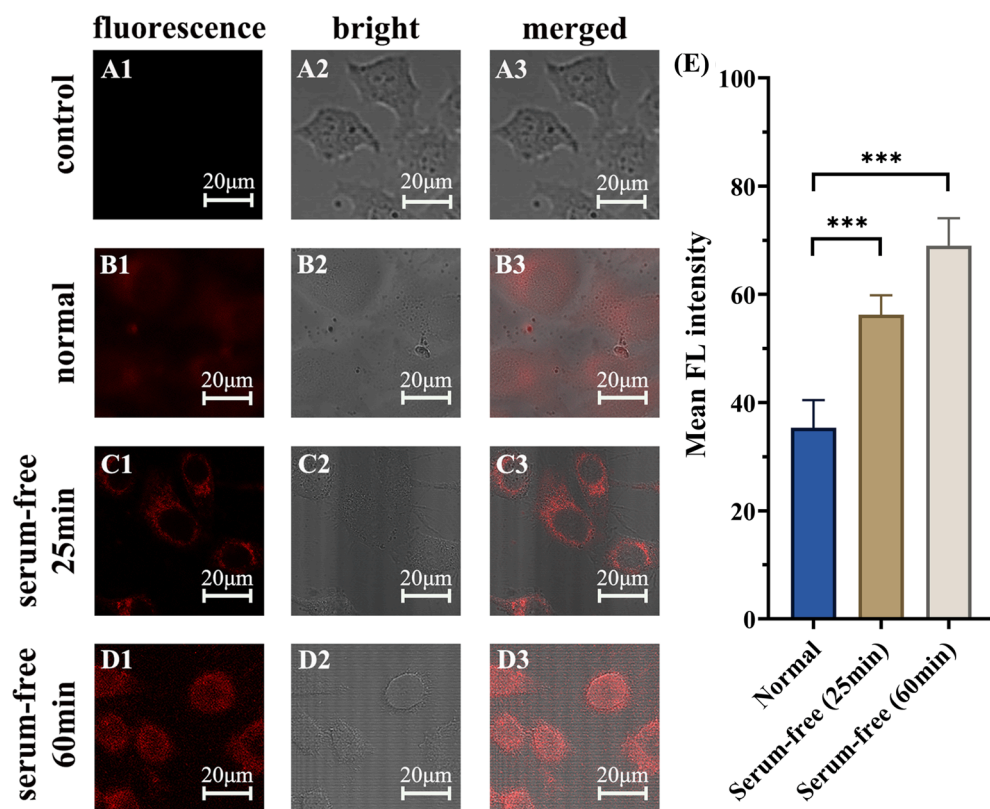 fluorescence bright merged
control
A1 A2 A3
20μm 20μm 20μm
normal
B1 B2 B3
20μm 20μm 20μm
serum-free
25min
C1 C2 C3
20μm 20μm 20μm
serum-free
60min
D1 D2 D3
20μm 20μm 20μm
(E)
Mean FL intensity
100
80
60
40
20
0
***
***
Normal
Serum-free (25min)
Serum-free (60min)